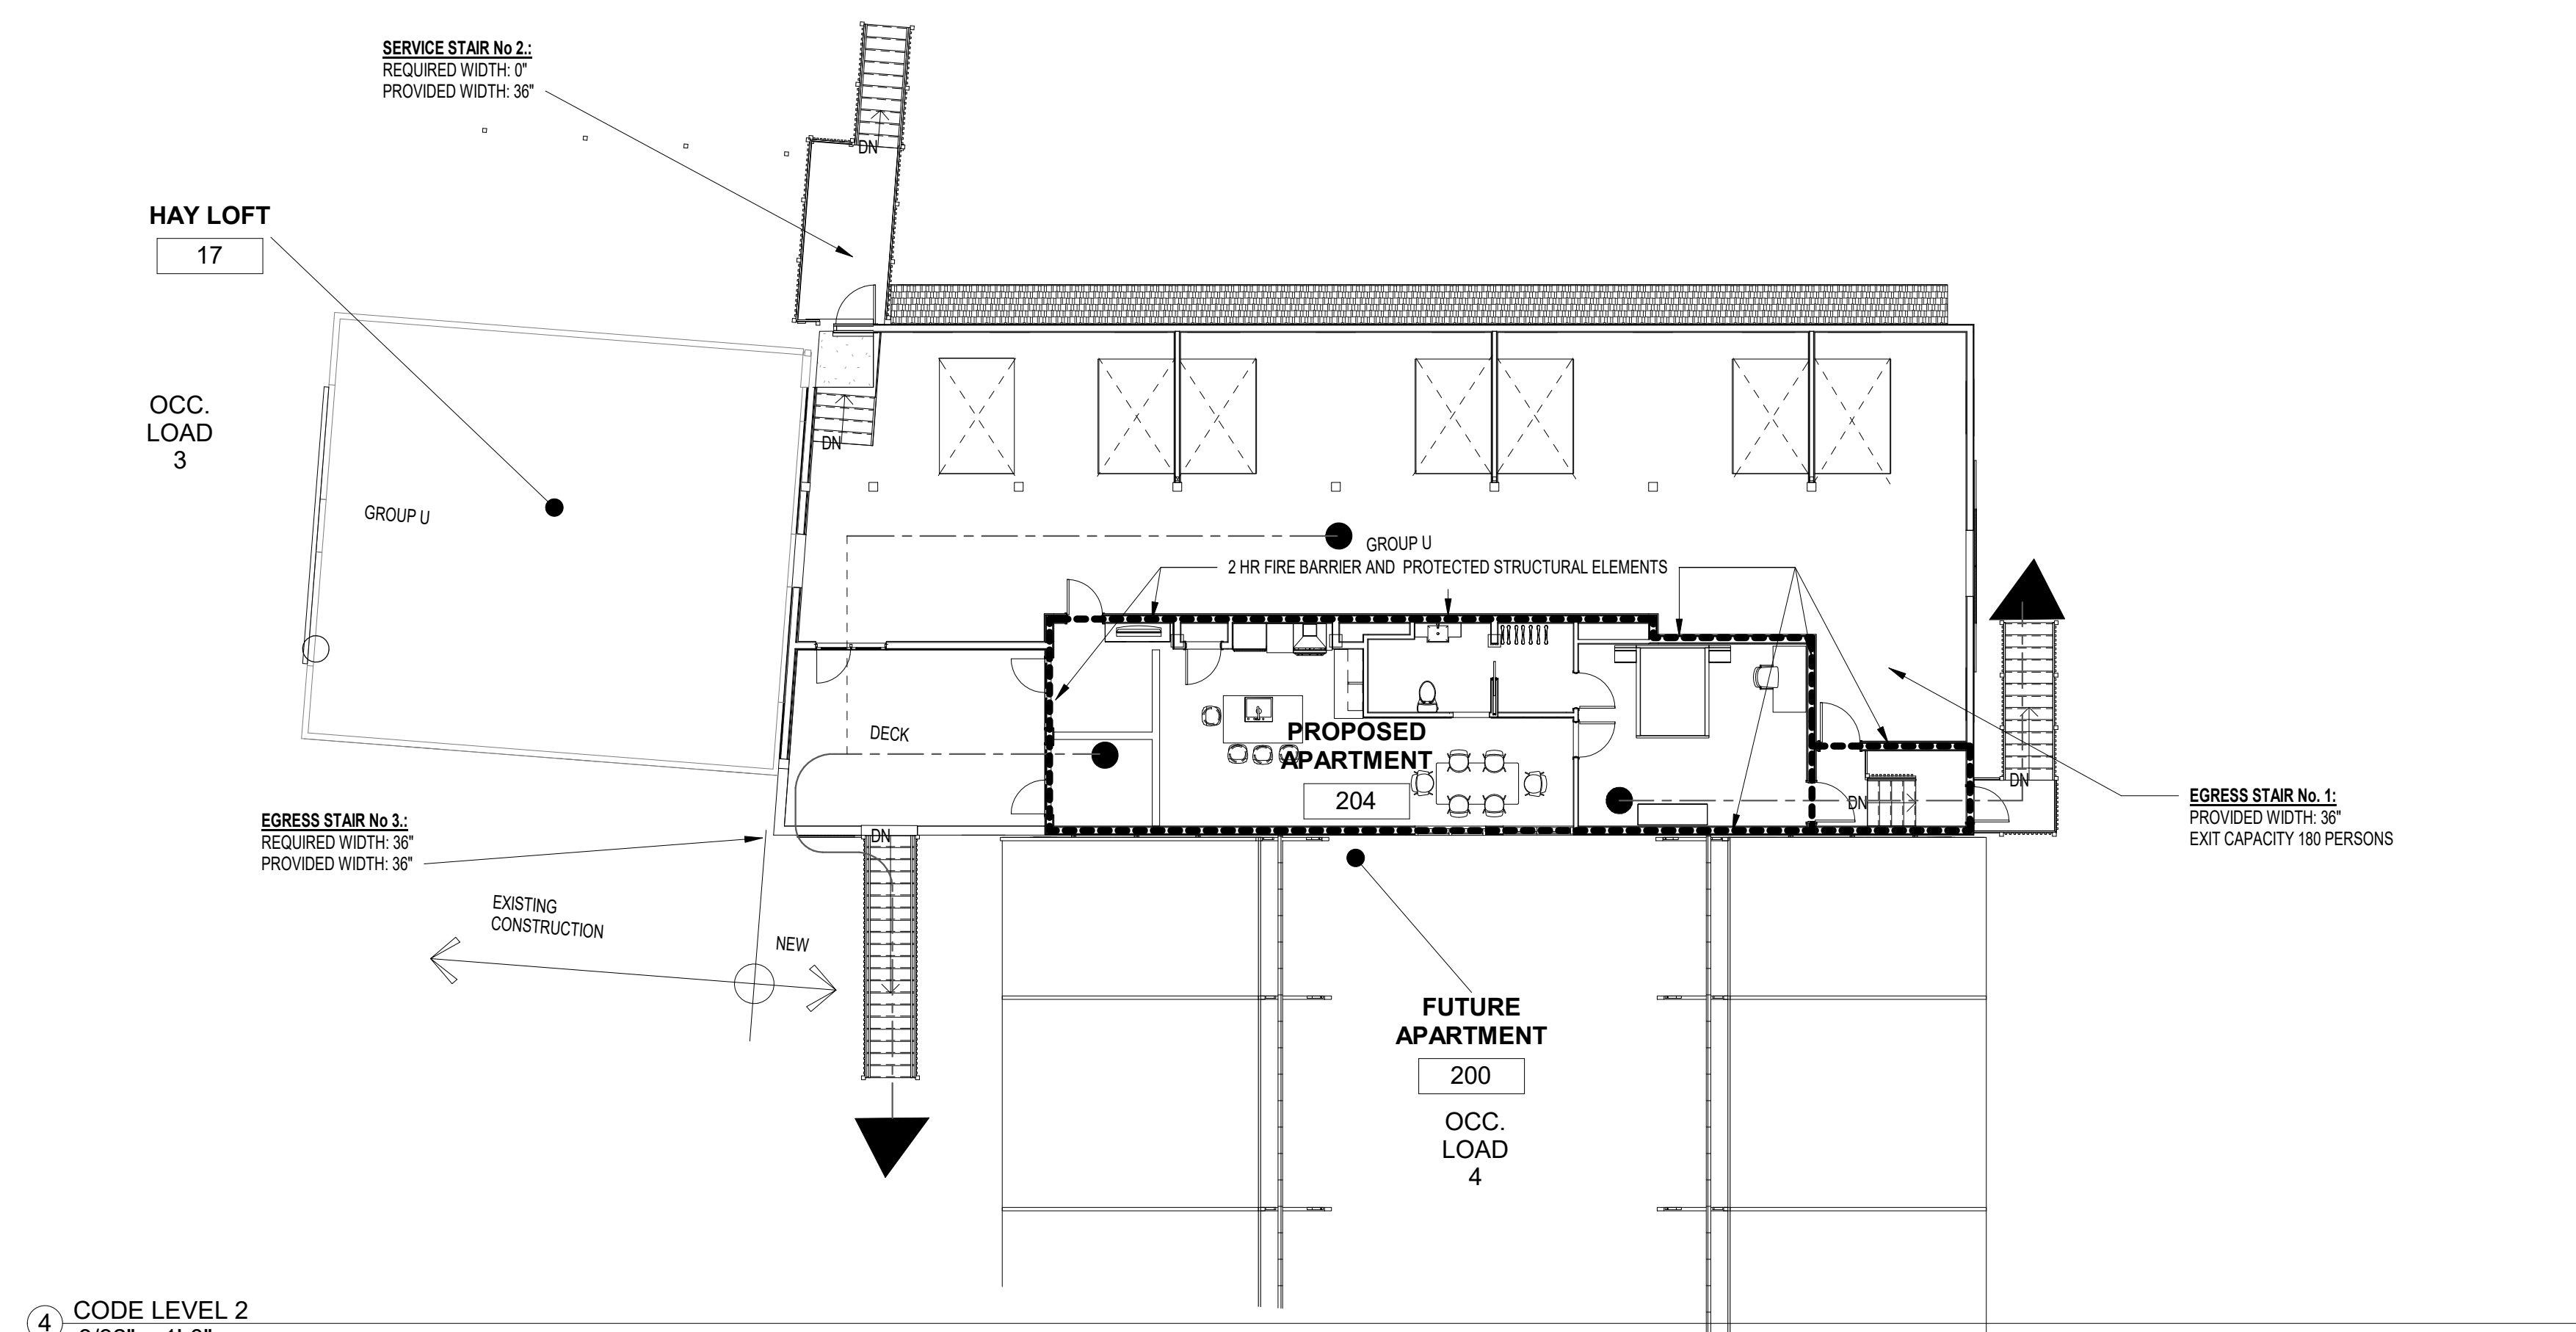 SERVICE STAIR No 2.:
REQUIRED WIDTH: 0"
PROVIDED WIDTH: 36"
DN
HAY LOFT
17
OCC.
LOAD
3
GROUP U
DN
GROUP U
2 HR FIRE BARRIER AND PROTECTED STRUCTURAL ELEMENTS
DECK
PROPOSED
APARTMENT
204
DN
DN
EGRESS STAIR No. 1:
PROVIDED WIDTH: 36"
EXIT CAPACITY 180 PERSONS
EGRESS STAIR No 3.:
REQUIRED WIDTH: 36"
PROVIDED WIDTH: 36"
DN
EXISTING
CONSTRUCTION
NEW
FUTURE
APARTMENT
200
OCC.
LOAD
4
4
CODE LEVEL 2